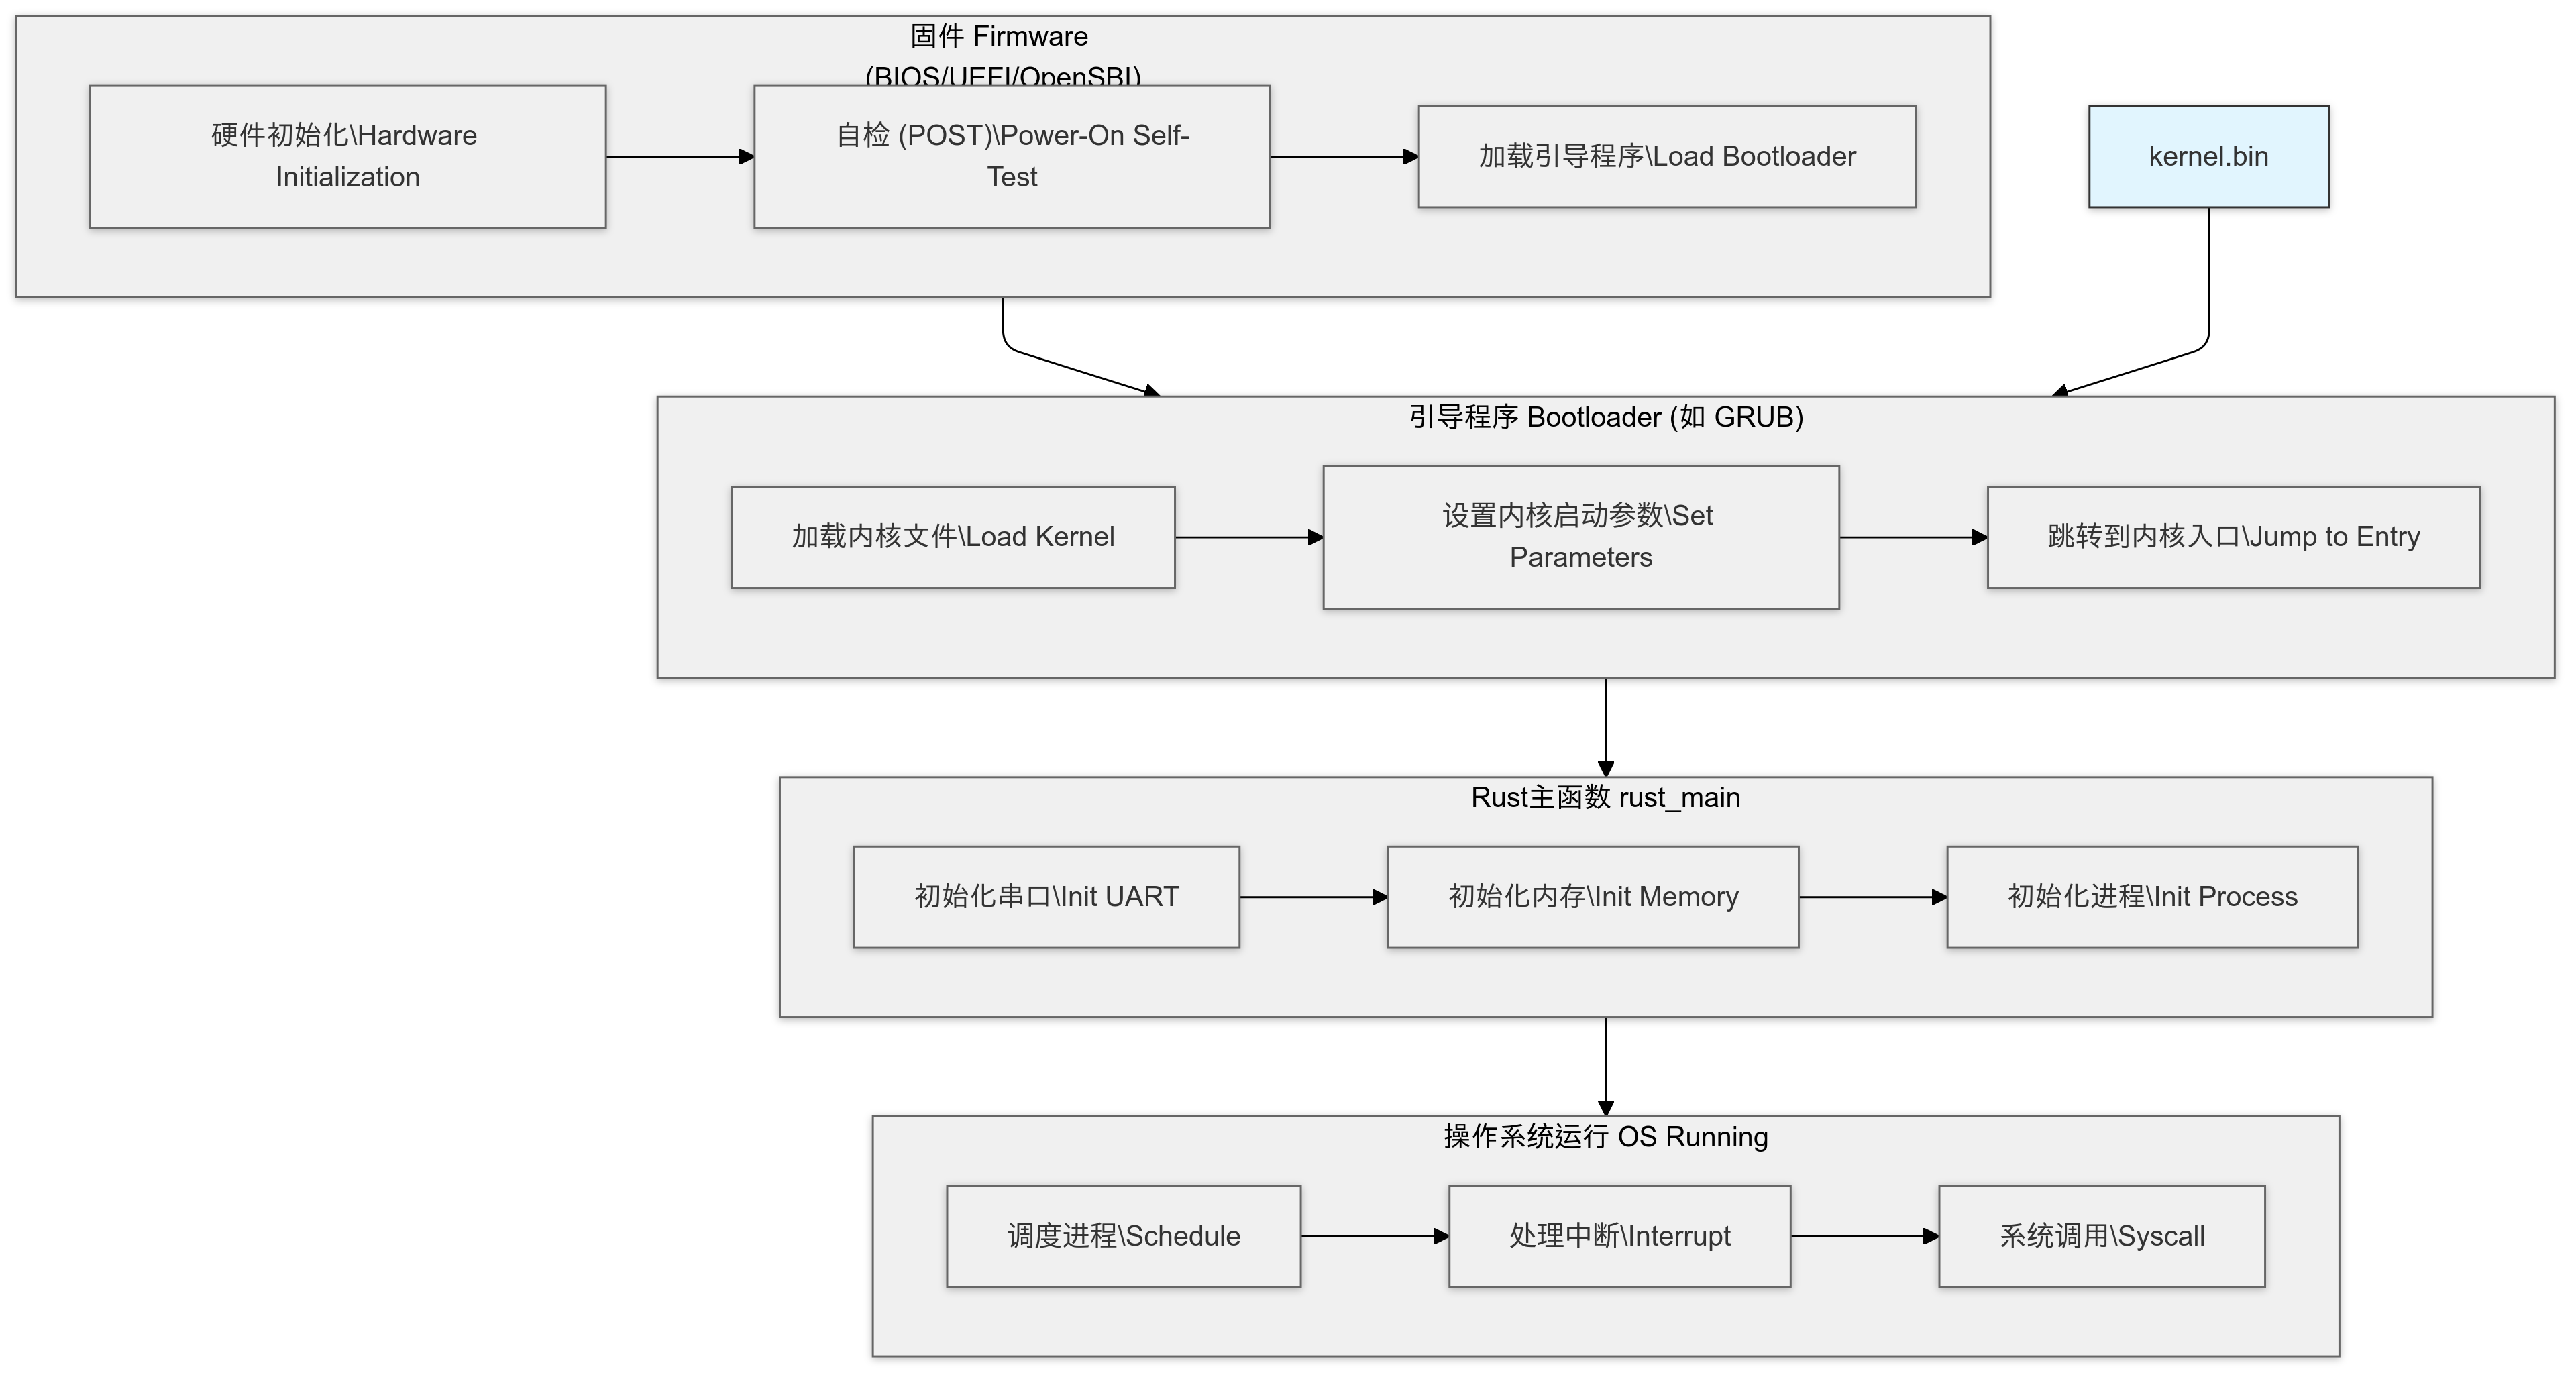 固件 Firmware
(BIOS/UEFI/OpenSBI)
硬件初始化\Hardware
Initialization
自检 (POST)\Power-On Self-
Test
加载引导程序\Load Bootloader
kernel.bin
引导程序 Bootloader (如 GRUB)
加载内核文件\Load Kernel
设置内核启动参数\Set
Parameters
跳转到内核入口\Jump to Entry
Rust主函数 rust_main
初始化串口\Init UART
初始化内存\Init Memory
初始化进程\Init Process
操作系统运行 OS Running
调度进程\Schedule
处理中断\Interrupt
系统调用\Syscall